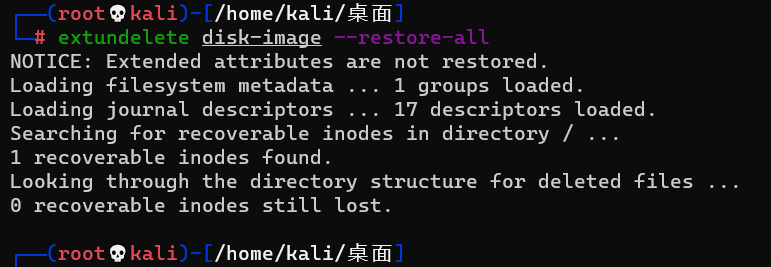 ┌──(root💀kali)-[/home/kali/桌面]
└─# extundelete disk-image --restore-all
NOTICE: Extended attributes are not restored.
Loading filesystem metadata ... 1 groups loaded.
Loading journal descriptors ... 17 descriptors loaded.
Searching for recoverable inodes in directory / ...
1 recoverable inodes found.
Looking through the directory structure for deleted files ...
0 recoverable inodes still lost.
┌──(root💀kali)-[/home/kali/桌面]